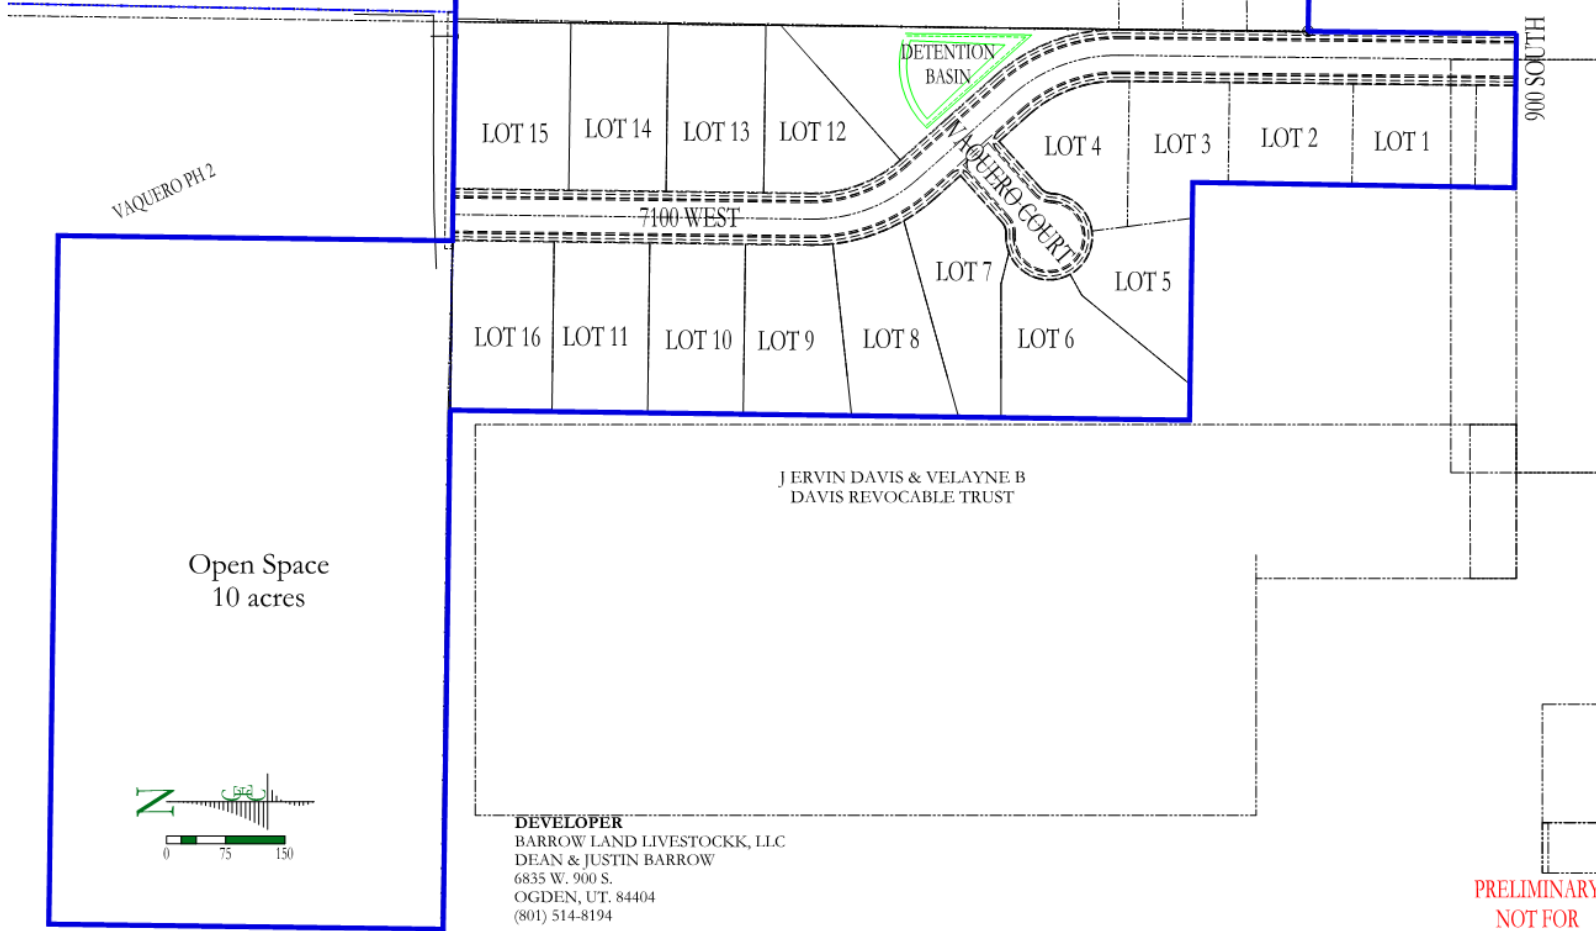 900 SOUTH
DETENTION
BASIN
LOT 15
LOT 14
LOT 13
LOT 12
LOT 4
LOT 3
LOT 2
LOT 1
VAQUERO PH 2
VAQUERO COURT
7100 WEST
LOT 7
LOT 5
LOT 16
LOT 11
LOT 10
LOT 9
LOT 8
LOT 6
J ERVIN DAVIS & VELAYNE B
DAVIS REVOCABLE TRUST
Open Space
10 acres
N
0 75 150
DEVELOPER
BARROW LAND LIVESTOCKK, LLC
DEAN & JUSTIN BARROW
6835 W. 900 S.
OGDEN, UT. 84404
(801) 514-8194
PRELIMINARY
NOT FOR